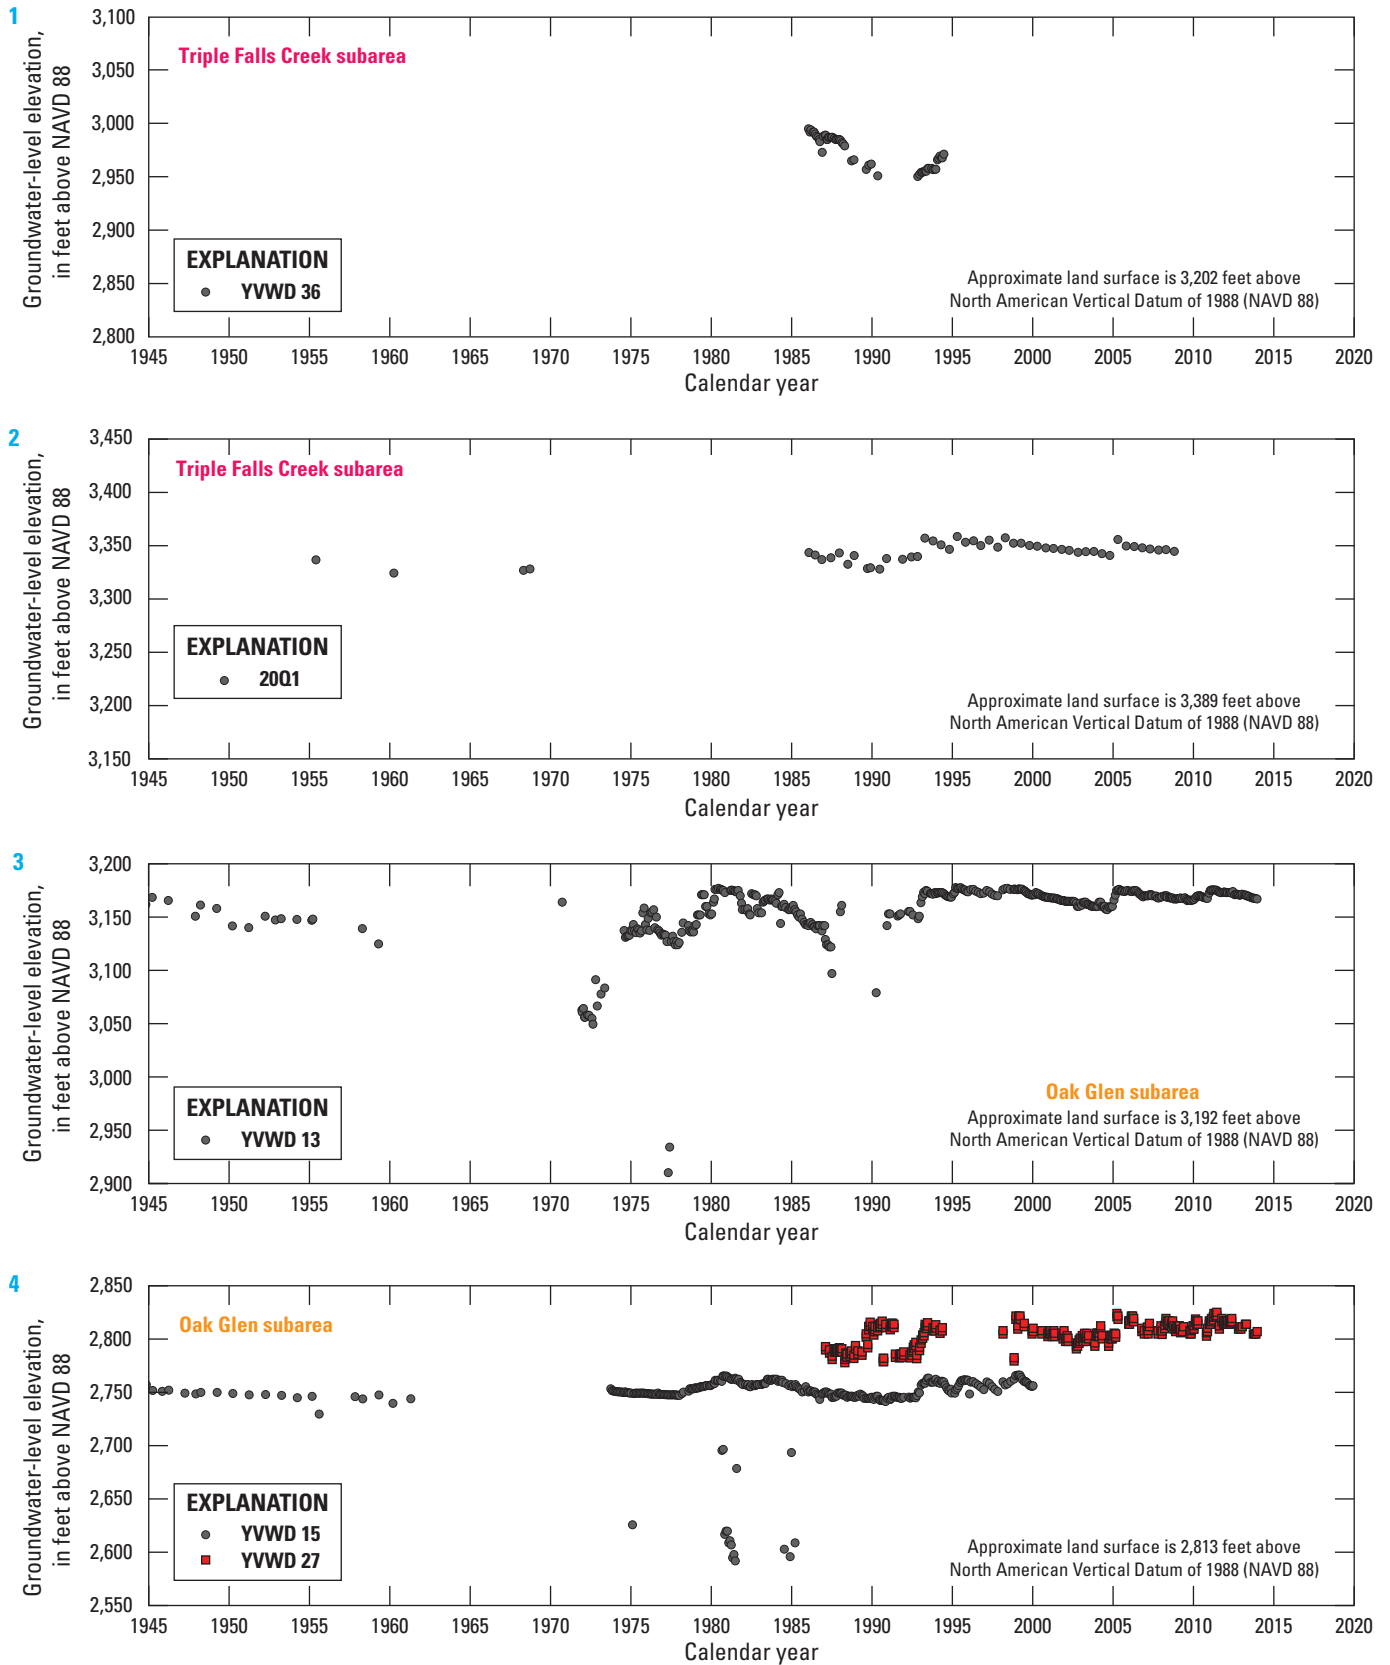 1
Groundwater-level elevation,
in feet above NAVD 88
3,100
3,050
3,000
2,950
2,900
2,850
2,800
Triple Falls Creek subarea
EXPLANATION
YVWD 36
Approximate land surface is 3,202 feet above
North American Vertical Datum of 1988 (NAVD 88)
1945 1950 1955 1960 1965 1970 1975 1980 1985 1990 1995 2000 2005 2010 2015 2020
Calendar year
2
Groundwater-level elevation,
in feet above NAVD 88
3,450
3,400
3,350
3,300
3,250
3,200
3,150
Triple Falls Creek subarea
EXPLANATION
20Q1
Approximate land surface is 3,389 feet above
North American Vertical Datum of 1988 (NAVD 88)
1945 1950 1955 1960 1965 1970 1975 1980 1985 1990 1995 2000 2005 2010 2015 2020
Calendar year
3
Groundwater-level elevation,
in feet above NAVD 88
3,200
3,150
3,100
3,050
3,000
2,950
2,900
EXPLANATION
YVWD 13
Oak Glen subarea
Approximate land surface is 3,192 feet above
North American Vertical Datum of 1988 (NAVD 88)
1945 1950 1955 1960 1965 1970 1975 1980 1985 1990 1995 2000 2005 2010 2015 2020
Calendar year
4
Groundwater-level elevation,
in feet above NAVD 88
2,850
2,800
2,750
2,700
2,650
2,600
2,550
Oak Glen subarea
EXPLANATION
YVWD 15
YVWD 27
Approximate land surface is 2,813 feet above
North American Vertical Datum of 1988 (NAVD 88)
1945 1950 1955 1960 1965 1970 1975 1980 1985 1990 1995 2000 2005 2010 2015 2020
Calendar year